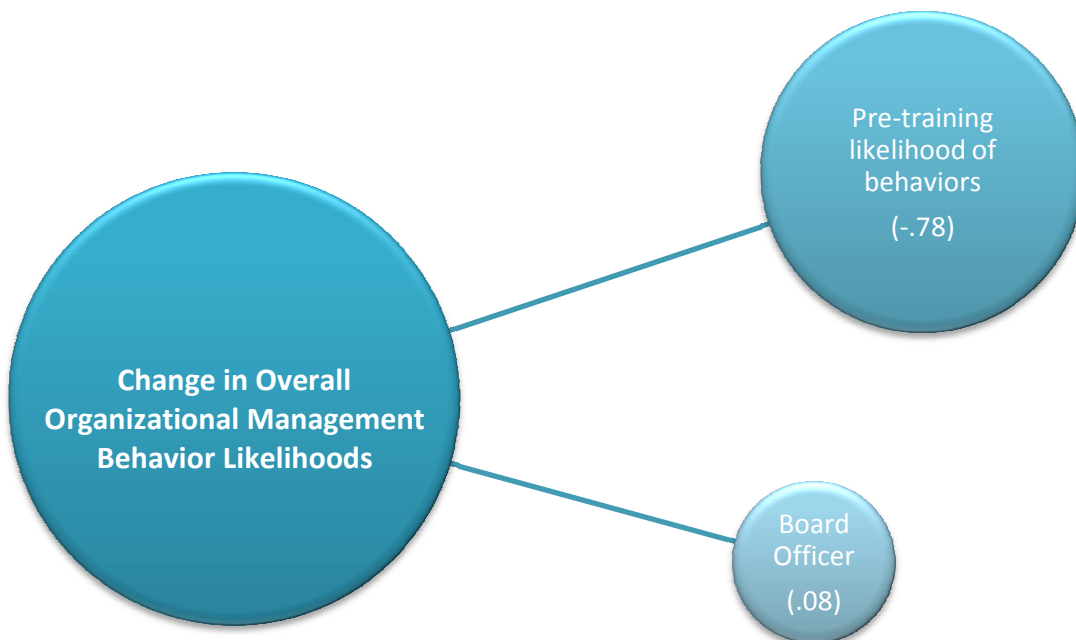 Pre-training
likelihood of
behaviors
(-.78)
Change in Overall
Organizational Management
Behavior Likelihoods
Board
Officer
(.08)